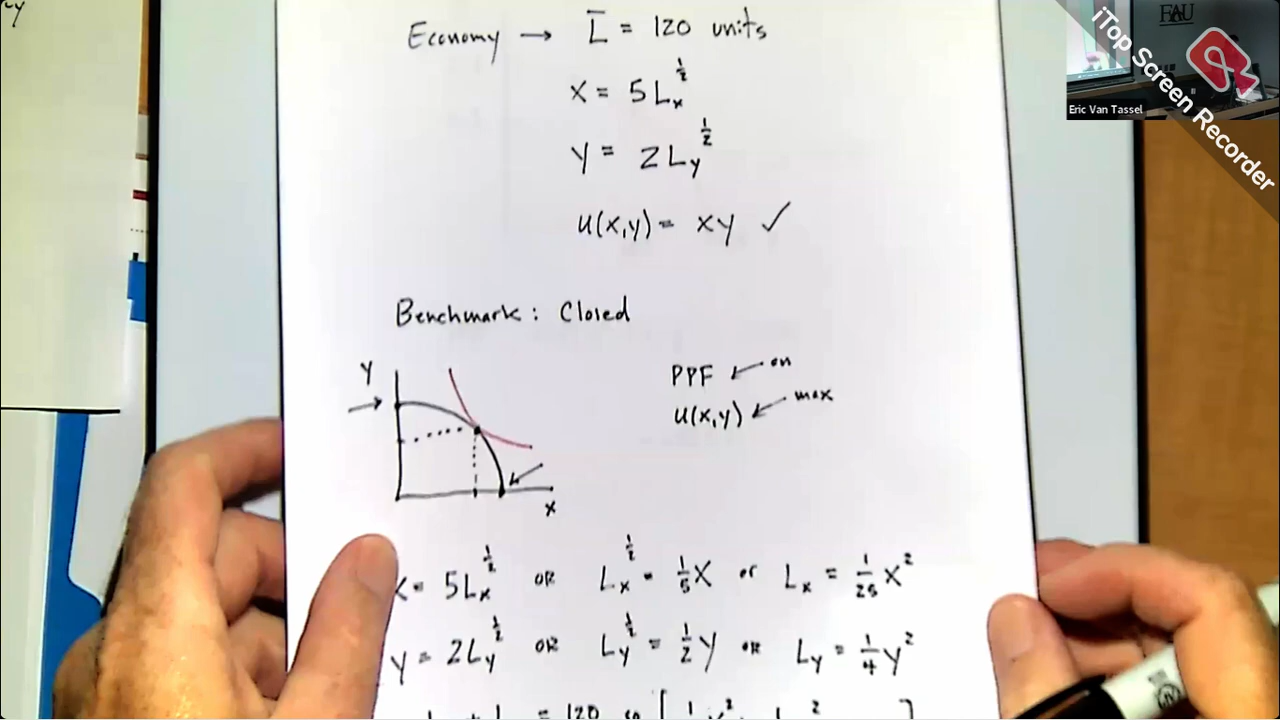 y
Economy → L̄ = 120 units
x = 5Lx^½
y = 2Ly^½
u(x,y) = xy ✓
Benchmark: Closed
y
x
PPF ← on
u(x,y) ← max
x = 5Lx^½ OR Lx^½ = ⅕x or Lx = 1/25 x²
y = 2Ly^½ OR Ly^½ = ½y OR Ly = ¼y²
= 120
FAU
Eric Van Tassel
iTop Screen Recorder